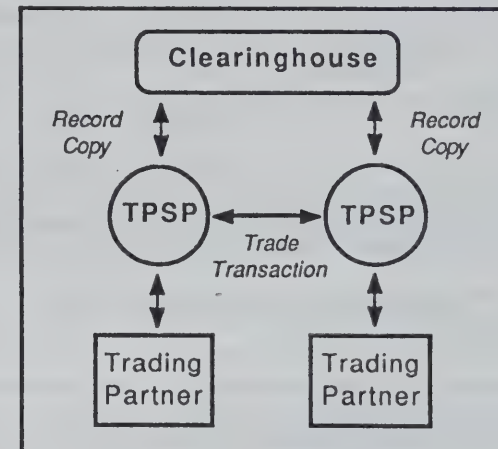 Clearinghouse
Record
Copy
Record
Copy
TPSP
TPSP
Trade
Transaction
Trading
Partner
Trading
Partner